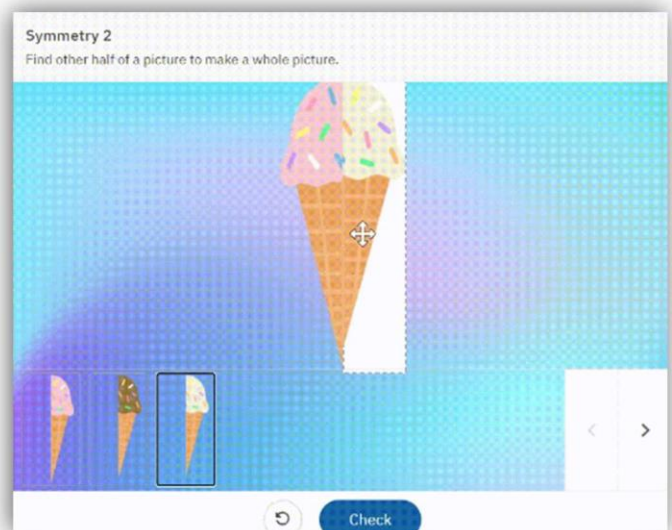 Symmetry 2
Find other half of a picture to make a whole picture.
Check